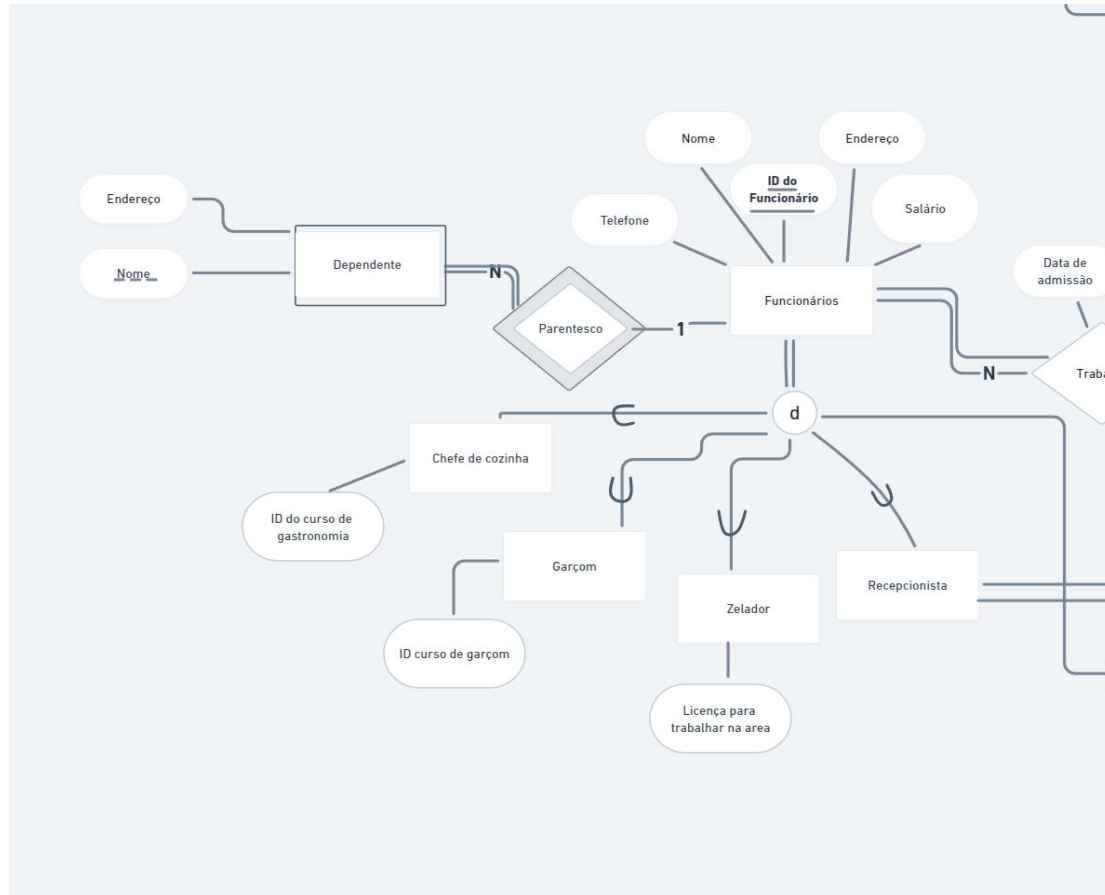 Nome
Endereço
ID do
Funcionário
Endereço
Salário
Telefone
Nome
Dependente
N
Parentesco
1
Funcionários
Data de
admissão
N
d
Chefe de cozinha
ID do curso de
gastronomia
Garçom
ID curso de garçom
Zelador
Licença para
trabalhar na area
Recepcionista